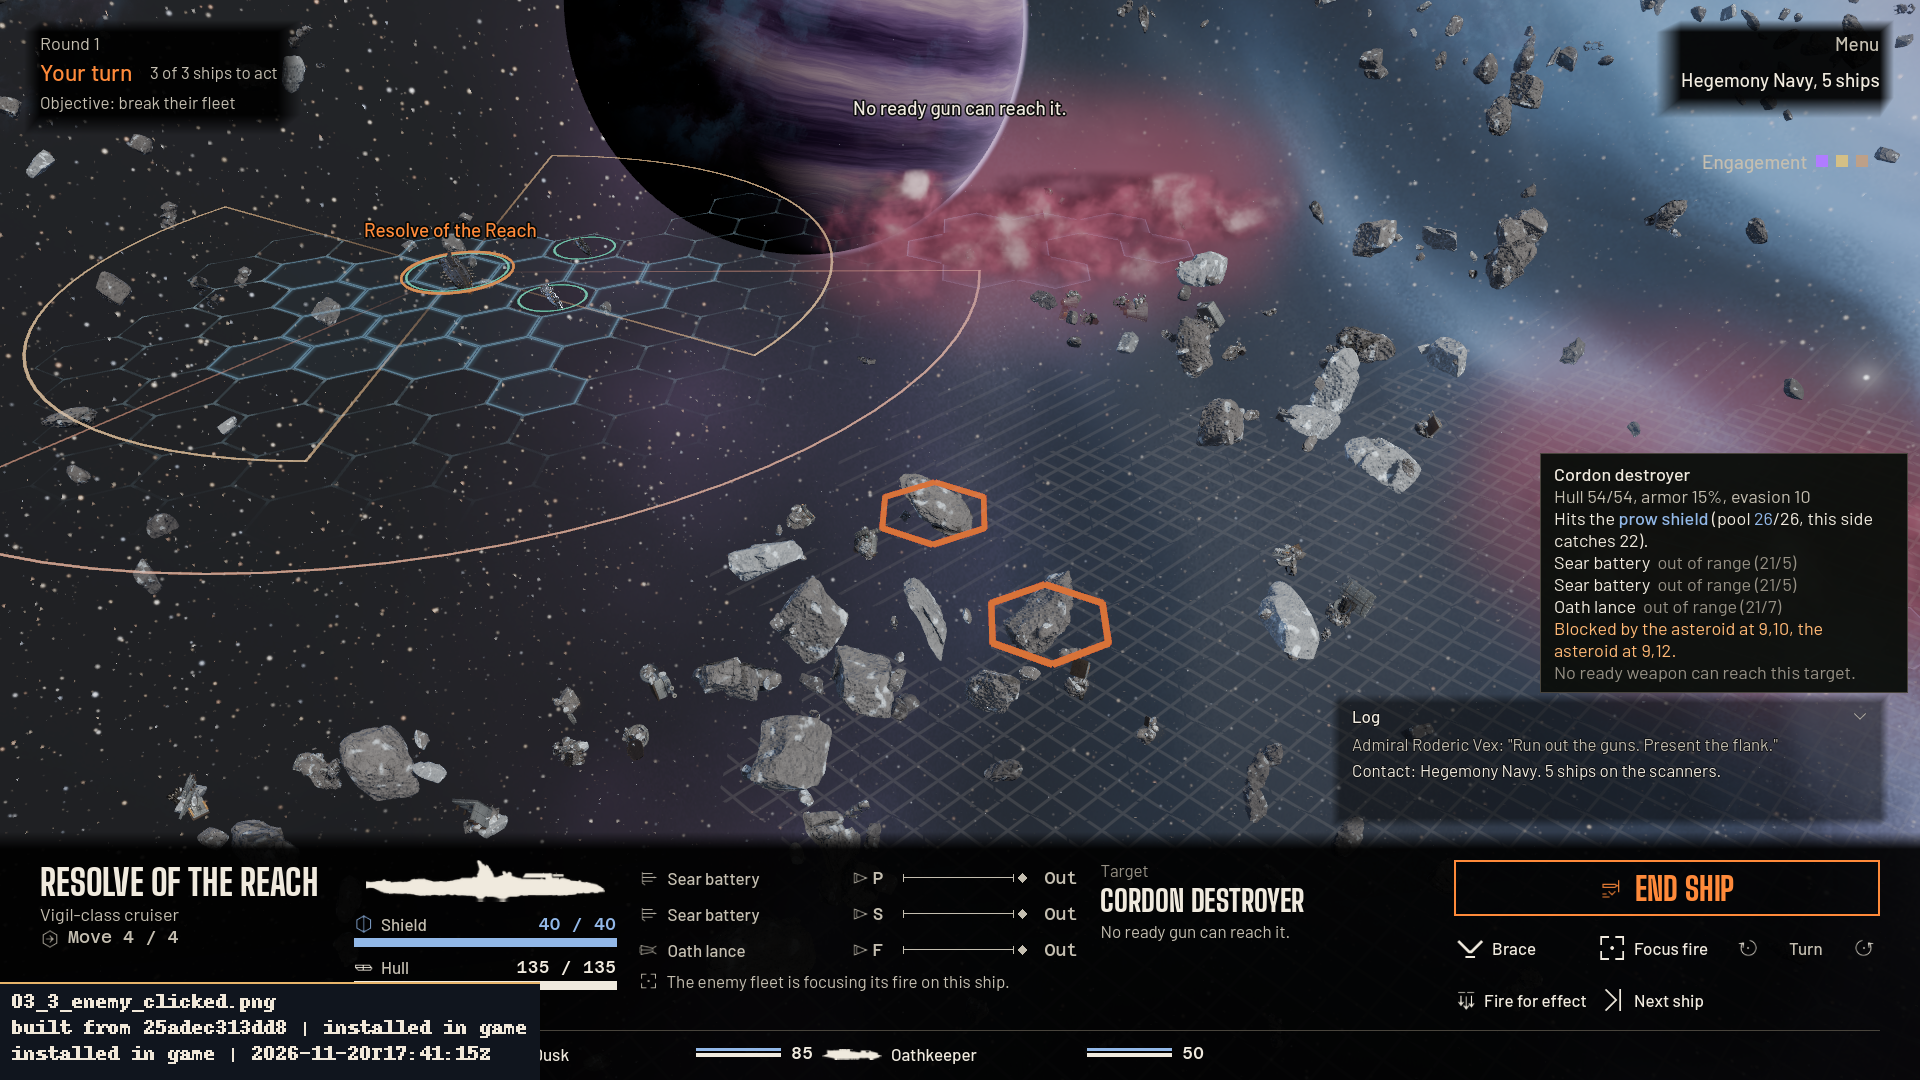 Round 1
Your turn 3 of 3 ships to act
Objective: break their fleet
Menu
Hegemony Navy, 5 ships
No ready gun can reach it.
Engagement
Resolve of the Reach
Cordon destroyer
Hull 54/54, armor 15%, evasion 10
Hits the prow shield (pool 26/26, this side
catches 22).
Sear battery out of range (21/5)
Sear battery out of range (21/5)
Oath lance out of range (21/7)
Blocked by the asteroid at 9,10, the
asteroid at 9,12.
No ready weapon can reach this target.
Log
Admiral Roderic Vex: "Run out the guns. Present the flank."
Contact: Hegemony Navy. 5 ships on the scanners.
RESOLVE OF THE REACH
Vigil-class cruiser
Move 4 / 4
Shield 40 / 40
Hull 135 / 135
Sear battery P Out
Sear battery S Out
Oath lance F Out
The enemy fleet is focusing its fire on this ship.
Target
CORDON DESTROYER
No ready gun can reach it.
END SHIP
Brace Focus fire Turn
Fire for effect Next ship
03_3_enemy_clicked.png
built from 25adec313dd8 | installed in game
installed in game | 2026-11-20T17:41:15Z
Dusk 85 Oathkeeper 50